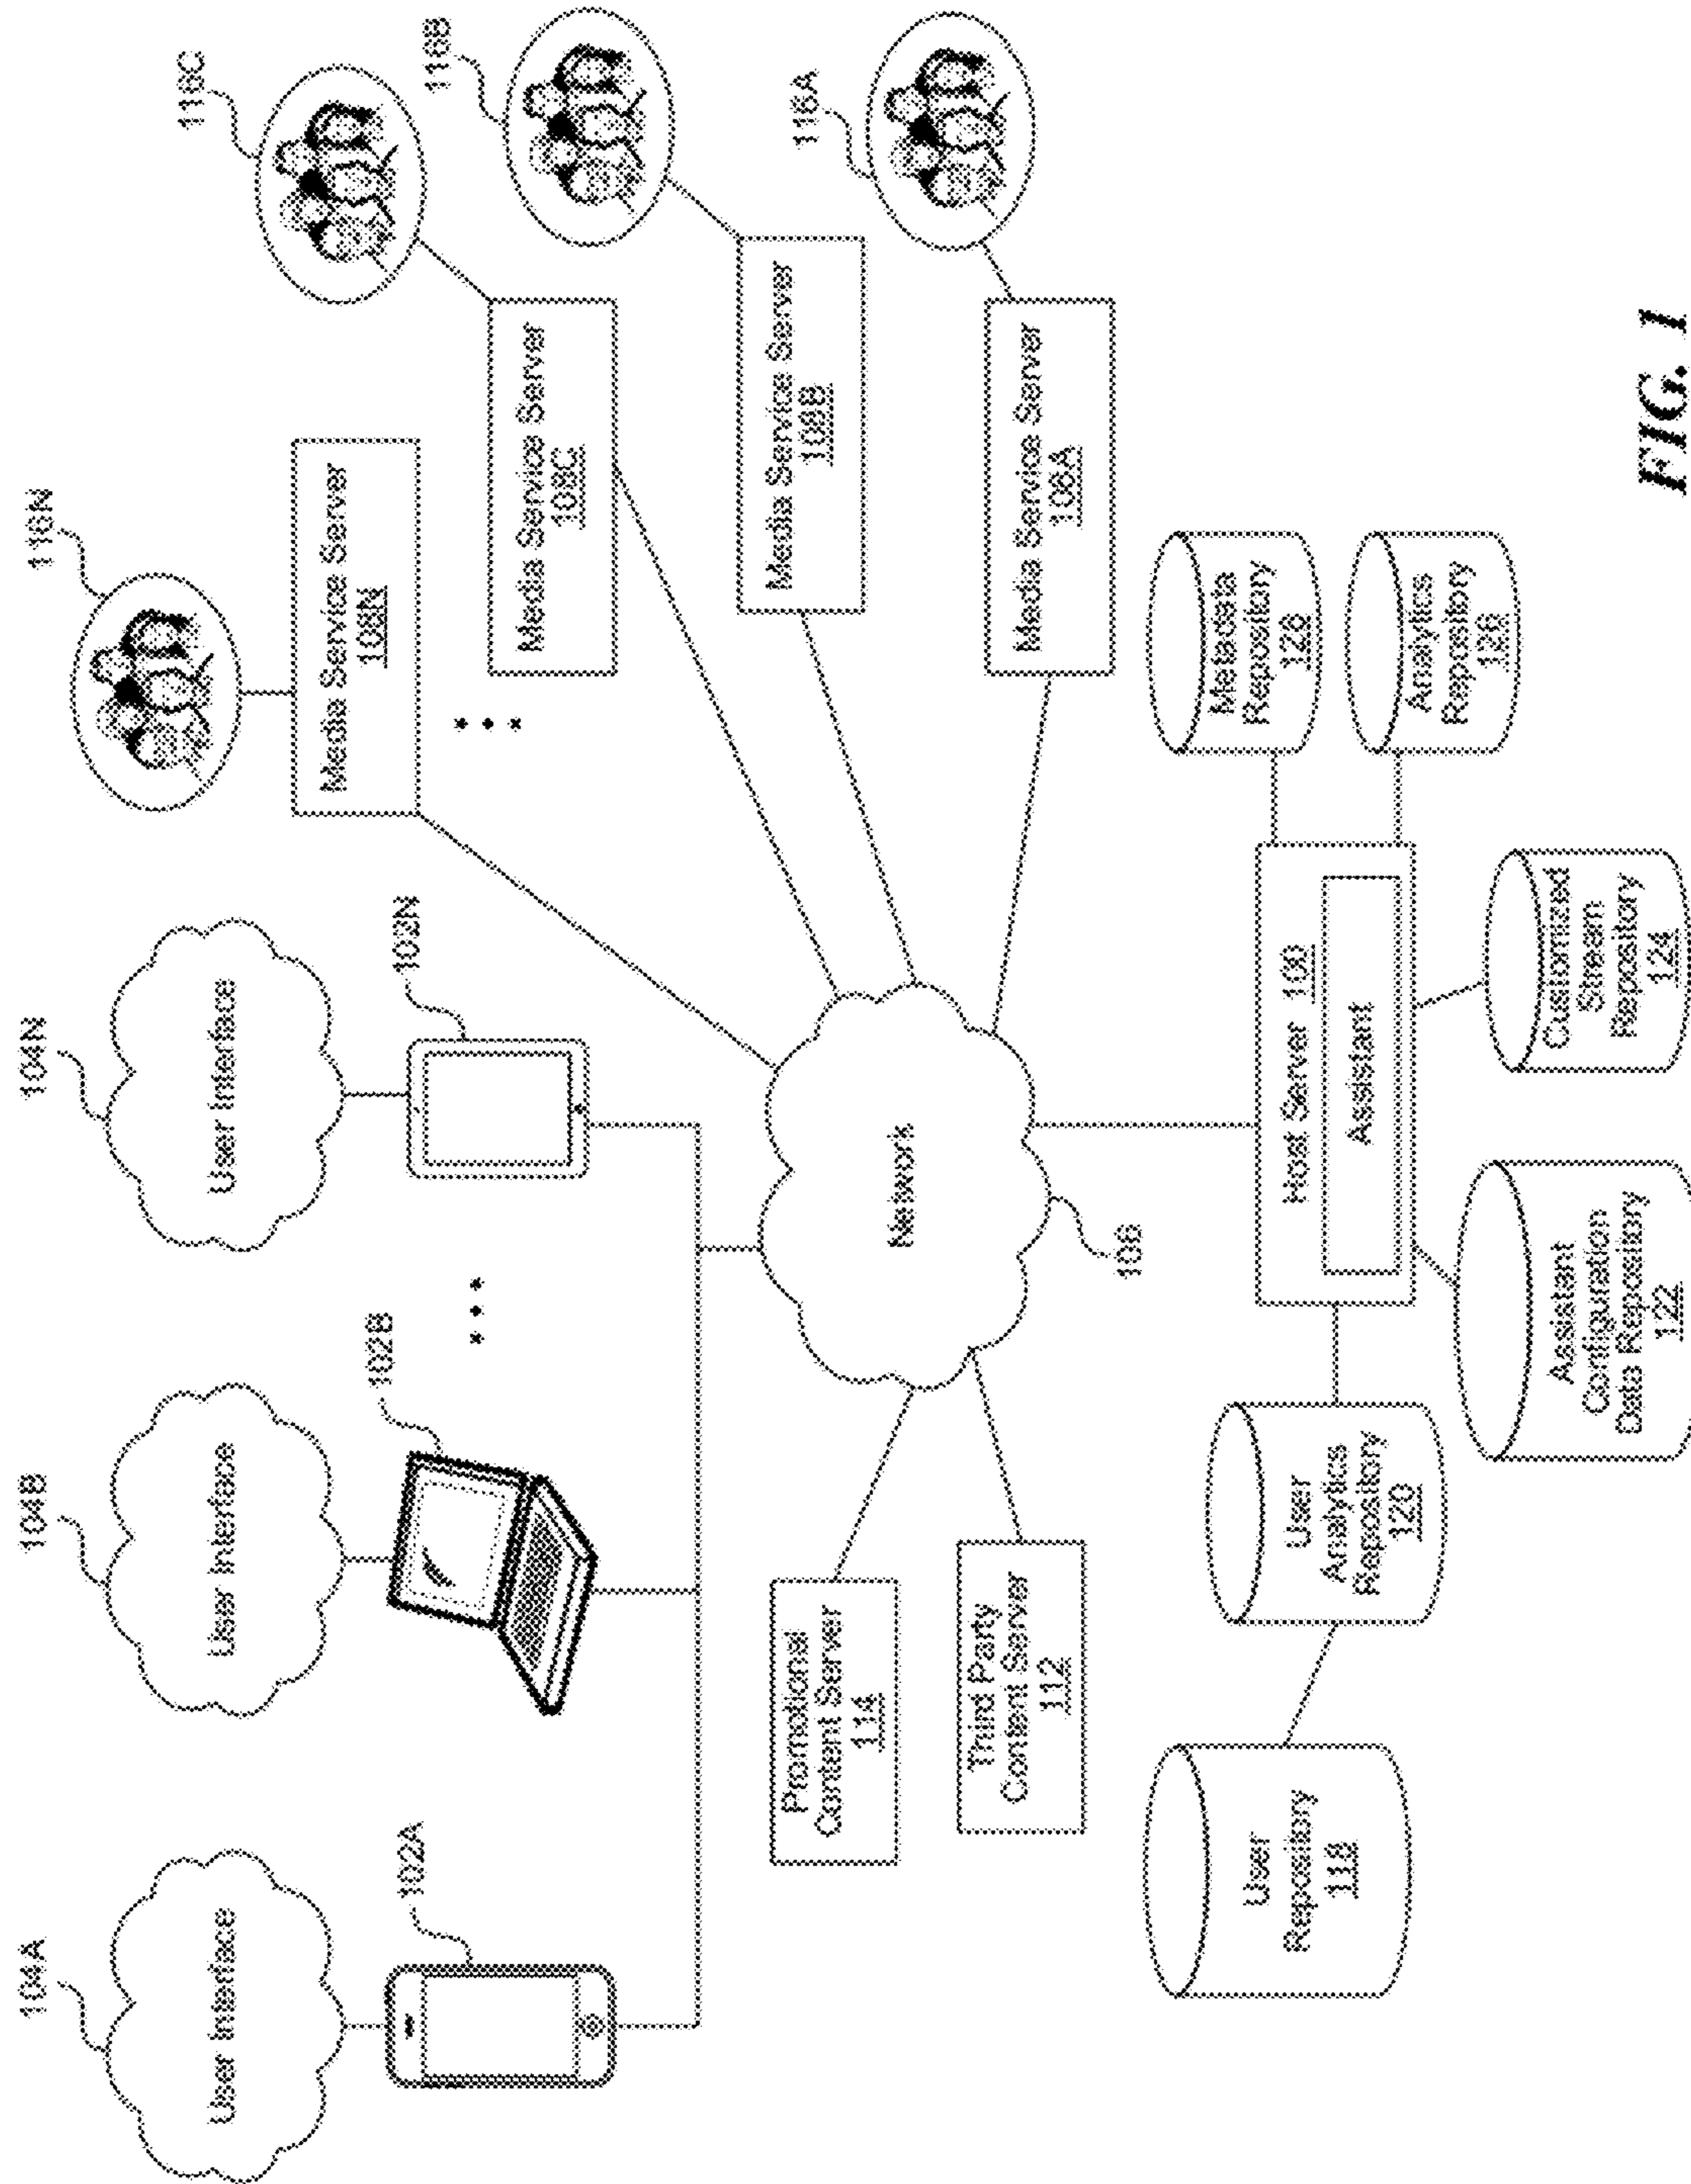 104A
104B
104N
116N
116C
116B
116A
User Interface
User Interface
User Interface
102A
102B
102N
Media Service Server
108N
Media Service Server
108C
Media Service Server
108B
Media Service Server
108A
Promotional
Content Server
114
Third Party
Content Server
112
Network
106
Host Server 100
Assistant
User
Repository
118
User
Analytics
Repository
120
Assistant
Configuration
Data Repository
122
Customized
Stream
Repository
124
Metadata
Repository
126
Analytics
Repository
FIG. 1